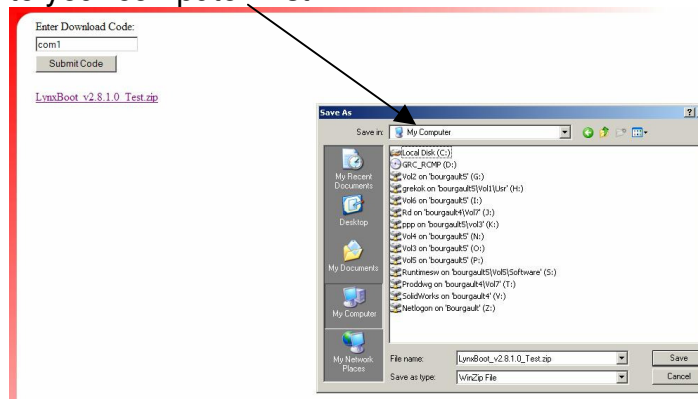 Enter Download Code:
com1
Submit Code
LynxBoot_v2.8.1.0_Test.zip
Save As
Save in:
My Computer
My Recent Documents
Desktop
My Documents
My Computer
My Network Places
Local Disk (C:)
GRC_RCMP (D:)
Vol2 on 'bourgault5' (G:)
grekok on 'bourgault5\Vol1\Usr' (H:)
Vol6 on 'bourgault5' (I:)
Rd on 'bourgault4\Vol7' (J:)
ppp on 'bourgault5\vol3' (K:)
Vol4 on 'bourgault5' (N:)
Vol3 on 'bourgault5' (O:)
Vol5 on 'bourgault5' (P:)
Runtimesw on 'bourgault5\Vol5\Software' (S:)
Proddwg on 'bourgault4\Vol7' (T:)
SolidWorks on 'bourgault4' (V:)
Netlogon on 'Bourgault' (Z:)
File name:
LynxBoot_v2.8.1.0_Test.zip
Save
Save as type:
WinZip File
Cancel